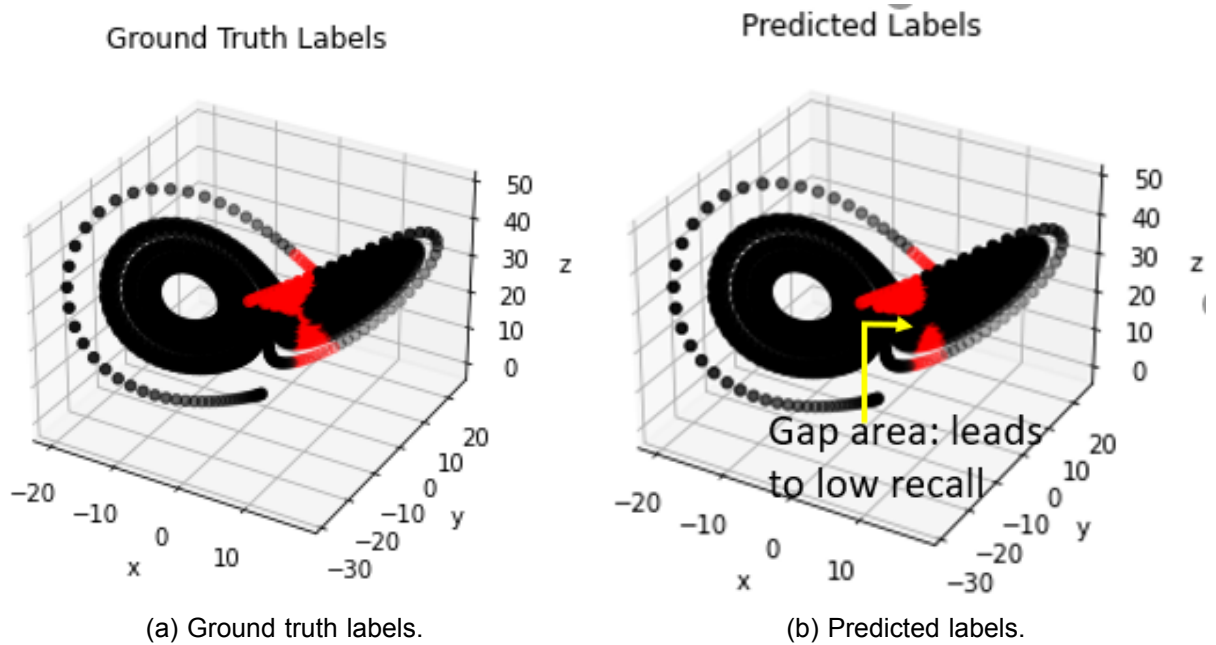 Ground Truth Labels
50
40
30
20
10
0
z
20
10
0
−10
−20
−30
y
−20
−10
0
10
x
(a) Ground truth labels.
Predicted Labels
50
40
30
20
10
0
z
Gap area: leads
to low recall
20
10
0
−10
−20
−30
y
−20
−10
0
10
x
(b) Predicted Labels.